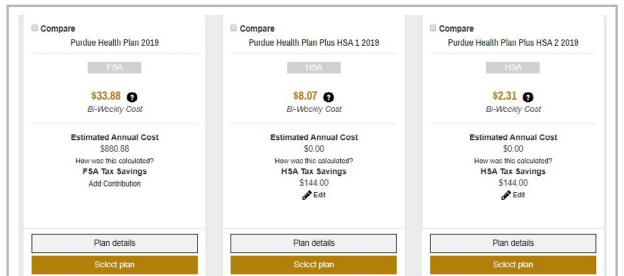 Compare
Purdue Health Plan 2019
FSA
$33.88 ?
Bi-Weekly Cost
Estimated Annual Cost
$880.88
How was this calculated?
FSA Tax Savings
Add Contribution
Plan details
Select plan
Compare
Purdue Health Plan Plus HSA 1 2019
HSA
$8.07 ?
Bi-Weekly Cost
Estimated Annual Cost
$0.00
How was this calculated?
HSA Tax Savings
$144.00
Edit
Plan details
Select plan
Compare
Purdue Health Plan Plus HSA 2 2019
HSA
$2.31 ?
Bi-Weekly Cost
Estimated Annual Cost
$0.00
How was this calculated?
HSA Tax Savings
$144.00
Edit
Plan details
Select plan